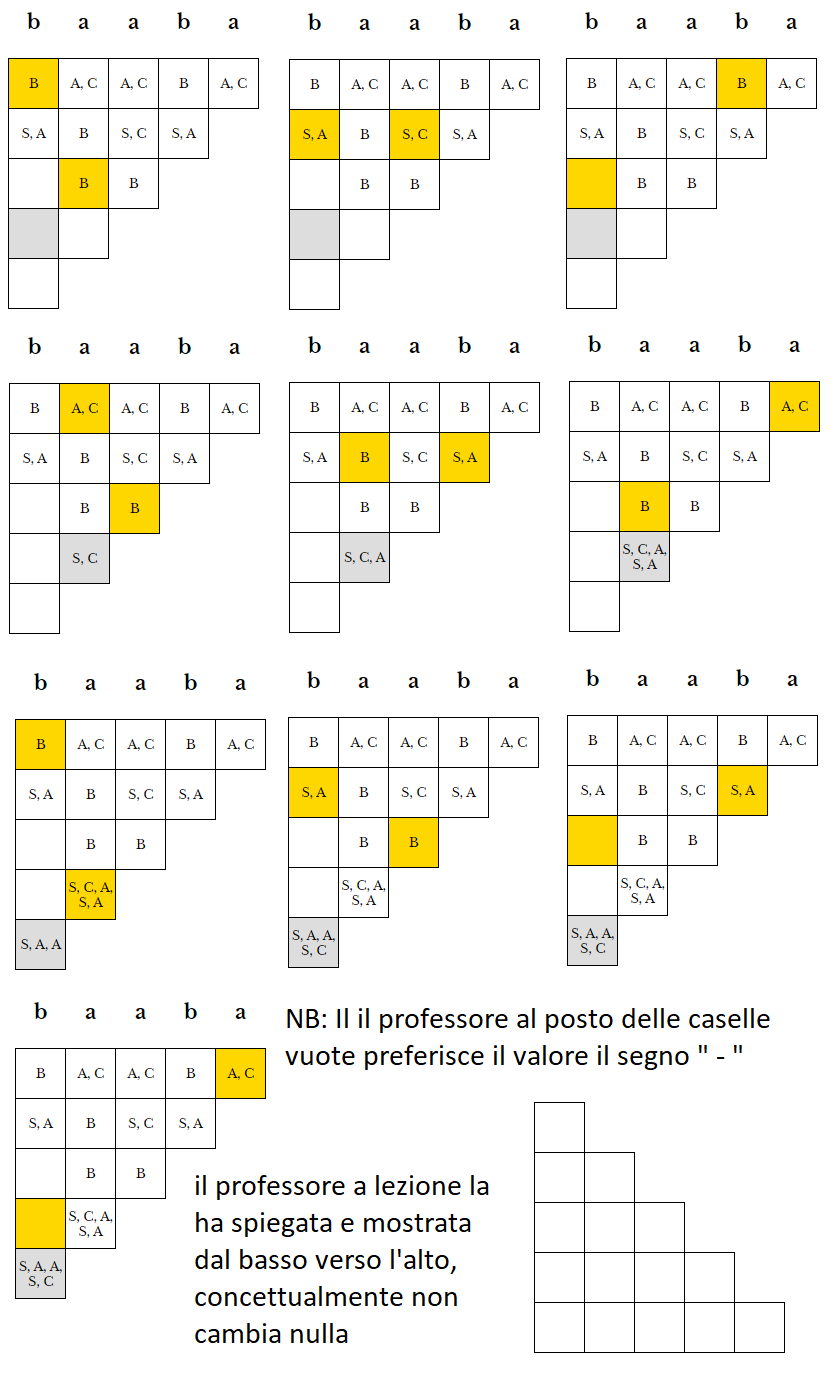 b a a b a
B A, C A, C B A, C
S, A B S, C S, A
B B
b a a b a
B A, C A, C B A, C
S, A B S, C S, A
B B
b a a b a
B A, C A, C B A, C
S, A B S, C S, A
B B
b a a b a
B A, C A, C B A, C
S, A B S, C S, A
B B
S, C
b a a b a
B A, C A, C B A, C
S, A B S, C S, A
B B
S, C, A
b a a b a
B A, C A, C B A, C
S, A B S, C S, A
B B
S, C, A,
S, A
b a a b a
B A, C A, C B A, C
S, A B S, C S, A
B B
S, C, A,
S, A
S, A, A
b a a b a
B A, C A, C B A, C
S, A B S, C S, A
B B
S, C, A,
S, A
S, A, A,
S, C
b a a b a
B A, C A, C B A, C
S, A B S, C S, A
B B
S, C, A,
S, A
S, A, A,
S, C
b a a b a
B A, C A, C B A, C
S, A B S, C S, A
B B
S, C, A,
S, A
S, A, A,
S, C
NB: Il il professore al posto delle caselle
vuote preferisce il valore il segno " - "
il professore a lezione la
ha spiegata e mostrata
dal basso verso l'alto,
concettualmente non
cambia nulla